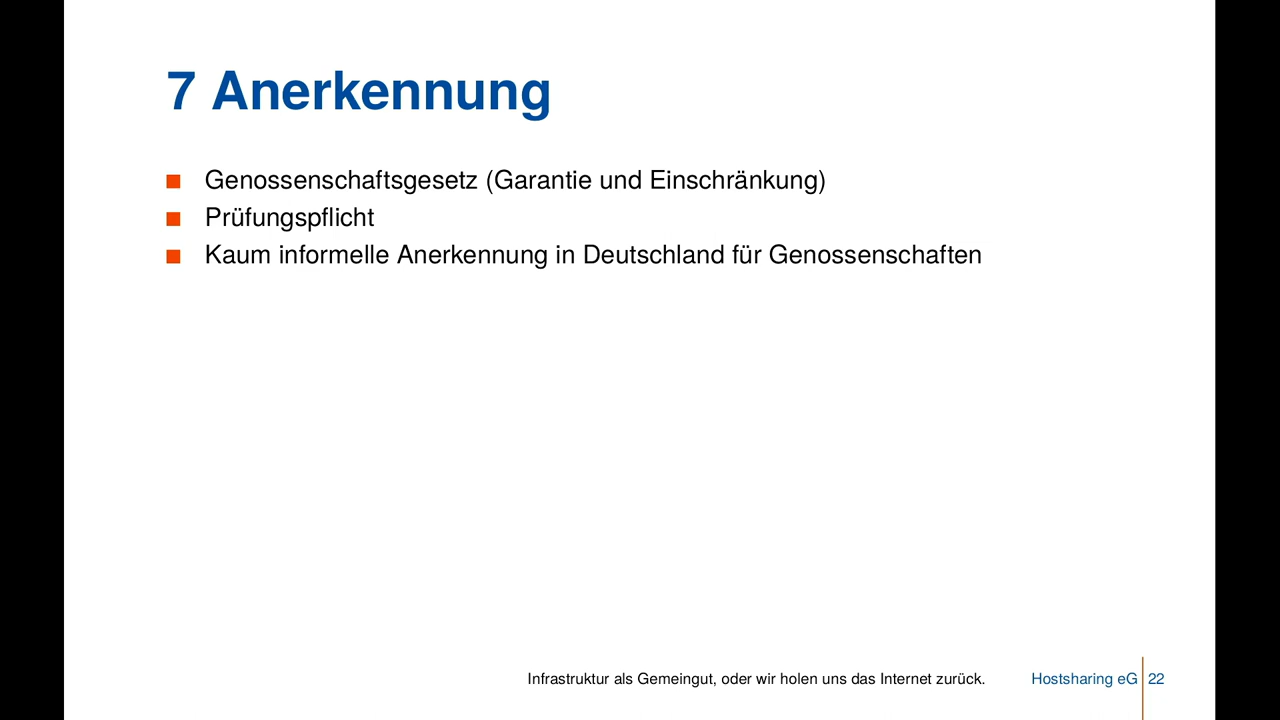 7 Anerkennung
Genossenschaftsgesetz (Garantie und Einschränkung)
Prüfungspflicht
Kaum informelle Anerkennung in Deutschland für Genossenschaften
Infrastruktur als Gemeingut, oder wir holen uns das Internet zurück. Hostsharing eG 22